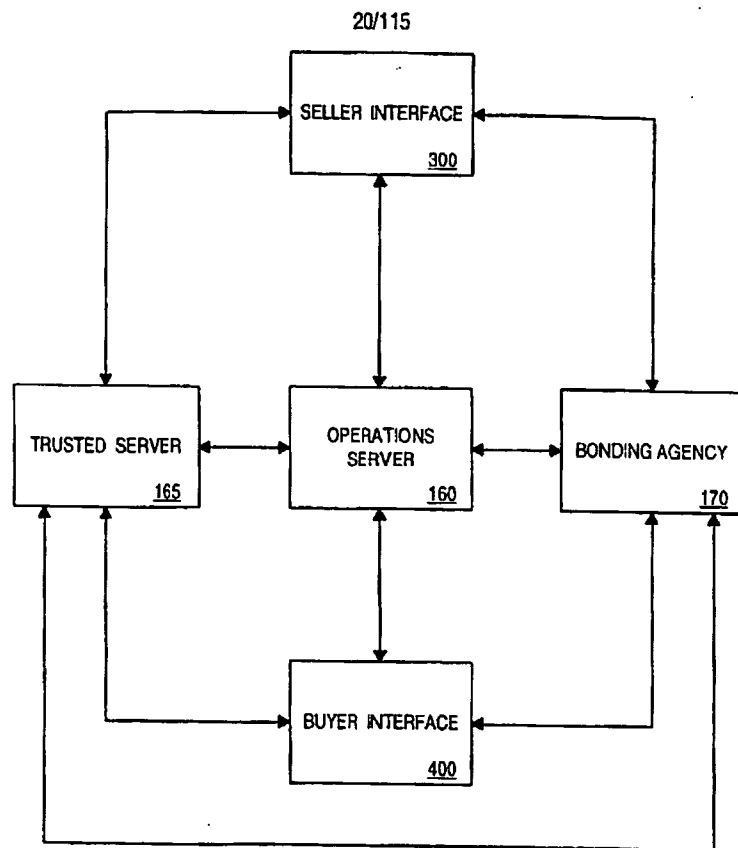 20/115
SELLER INTERFACE
300
TRUSTED SERVER
165
OPERATIONS
SERVER
160
BONDING AGENCY
170
BUYER INTERFACE
400